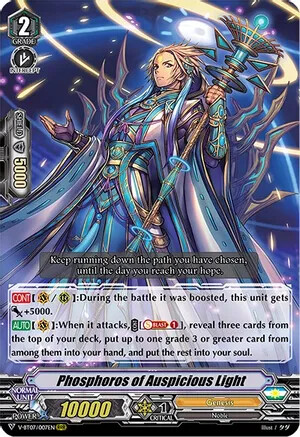 2
GRADE
INTERCEPT
SHIELD
5000
Keep running down the path you have chosen,
until the day you reach your hope.
CONT【】:During the battle it was boosted, this unit gets
+5000.
AUTO【】:When it attacks, [SOUL BLAST 1], reveal three cards
from the top of your deck, put up to one grade 3 or greater card from
among them into your hand, and put the rest into your soul.
Phosphoros of Auspicious Light
NORMAL
UNIT
POWER
10000
1
CRITICAL
Genesis
Noble
V-BT07/007EN RRR
Illust /